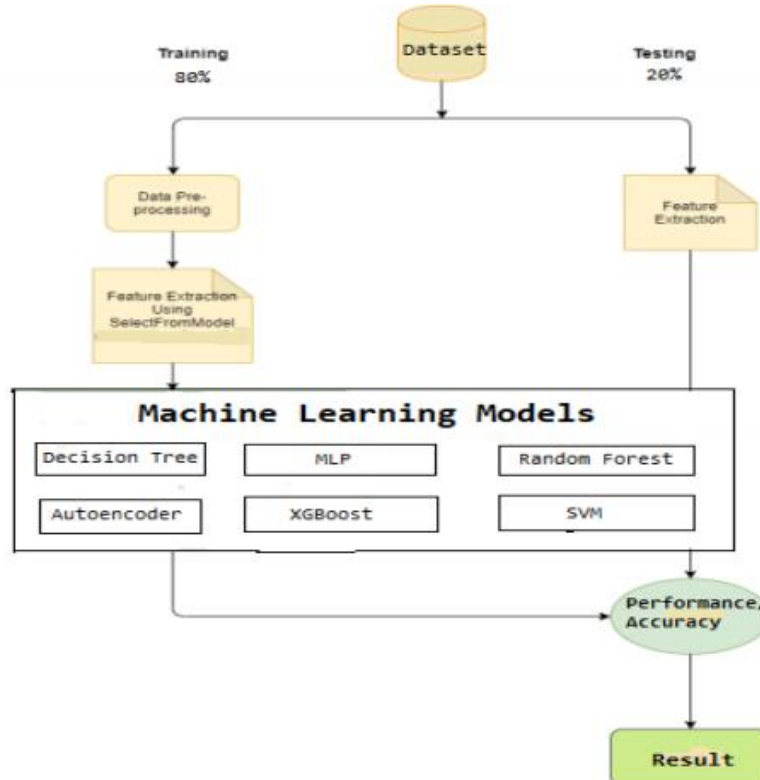 Dataset
Training
80%
Testing
20%
Data Pre-
processing
Feature
Extraction
Feature Extraction
Using
SelectFromModel
Machine Learning Models
Decision Tree
MLP
Random Forest
Autoencoder
XGBoost
SVM
Performance/
Accuracy
Result